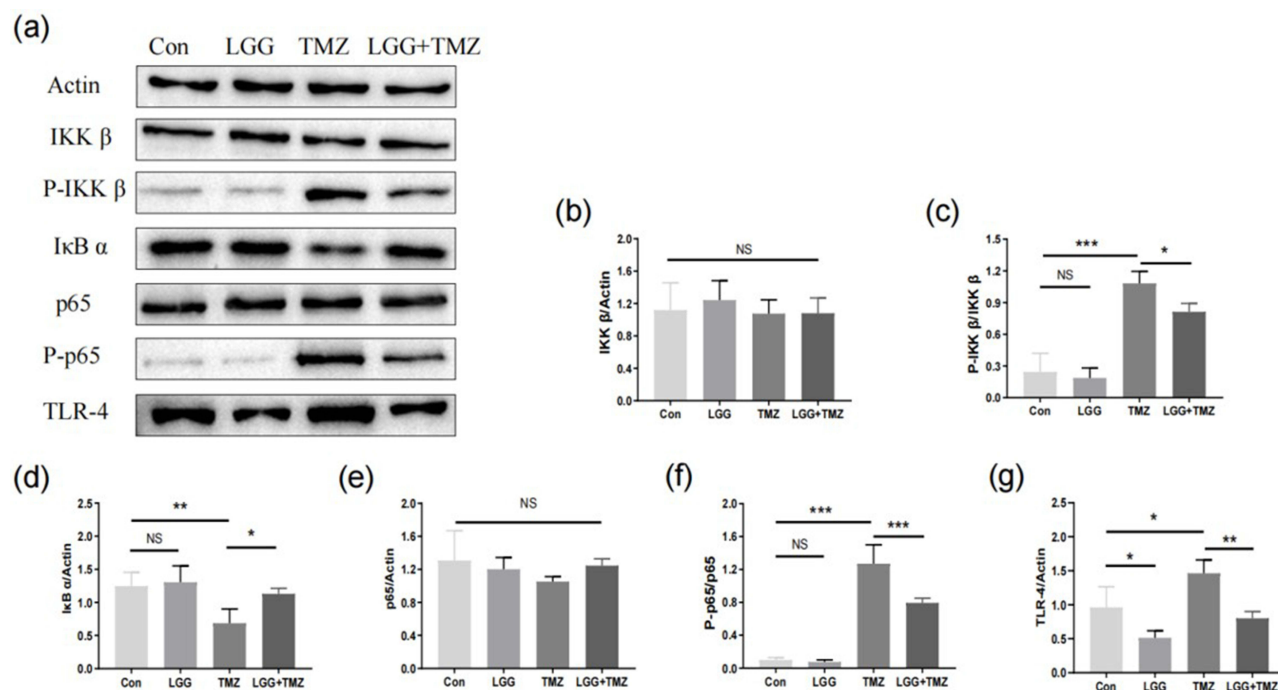 (a)
Con LGG TMZ LGG+TMZ
Actin
IKK β
P-IKK β
IκB α
p65
P-p65
TLR-4
(b)
IKK β/Actin
2.0
1.6
1.2
0.8
0.4
0.0
NS
Con LGG TMZ LGG+TMZ
(c)
P-IKK β/IKK β
1.5
1.2
0.9
0.6
0.3
0.0
***
*
NS
Con LGG TMZ LGG+TMZ
(d)
IκB α/Actin
2.5
2.0
1.5
1.0
0.5
0.0
**
NS
*
Con LGG TMZ LGG+TMZ
(e)
p65/Actin
2.0
1.6
1.2
0.8
0.4
0.0
NS
Con LGG TMZ LGG+TMZ
(f)
P-p65/p65
2.0
1.6
1.2
0.8
0.4
0.0
***
***
NS
Con LGG TMZ LGG+TMZ
(g)
TLR-4/Actin
2.5
2.0
1.5
1.0
0.5
0.0
*
**
*
Con LGG TMZ LGG+TMZ